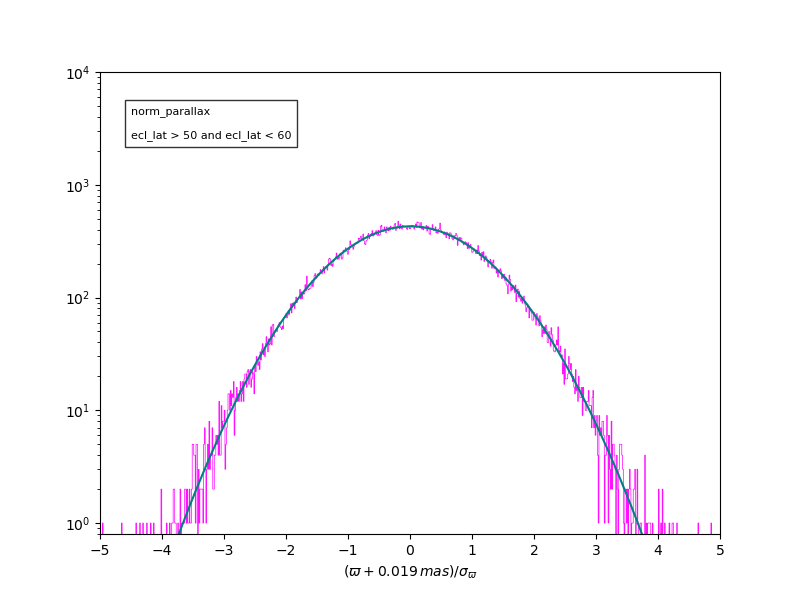 norm_parallax
ecl_lat > 50 and ecl_lat < 60
10⁴
10³
10²
10¹
10⁰
−5 −4 −3 −2 −1 0 1 2 3 4 5
(ϖ + 0.019 mas)/σ_ϖ